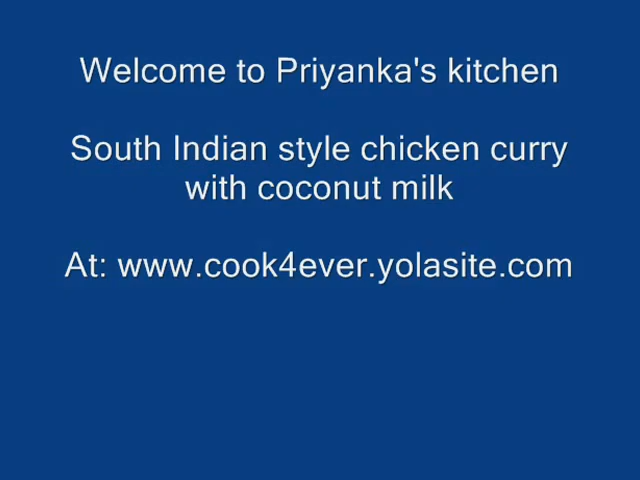 Welcome to Priyanka's kitchen
South Indian style chicken curry
with coconut milk
At: www.cook4ever.yolasite.com